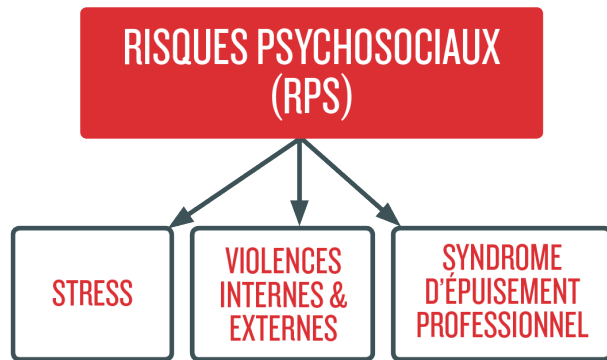 RISQUES PSYCHOSOCIAUX
(RPS)
STRESS
VIOLENCES
INTERNES &
EXTERNES
SYNDROME
D'ÉPUISEMENT
PROFESSIONNEL